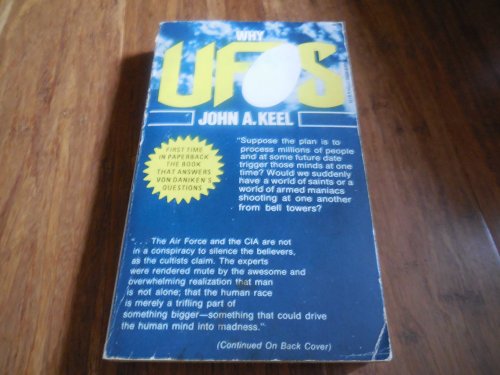 WHY
UFOS
JOHN A. KEEL
FIRST TIME
IN PAPERBACK
THE BOOK
THAT ANSWERS
VON DANIKEN'S
QUESTIONS
"Suppose the plan is to
process millions of people
and at some future date
trigger those minds at one
time? Would we suddenly
have a world of saints or a
world of armed maniacs
shooting at one another
from bell towers?
". . . The Air Force and the CIA are not
in a conspiracy to silence the believers,
as the cultists claim. The experts
were rendered mute by the awesome and
overwhelming realization that man
is not alone; that the human race
is merely a trifling part of
something bigger—something that could drive
the human mind into madness."
(Continued On Back Cover)